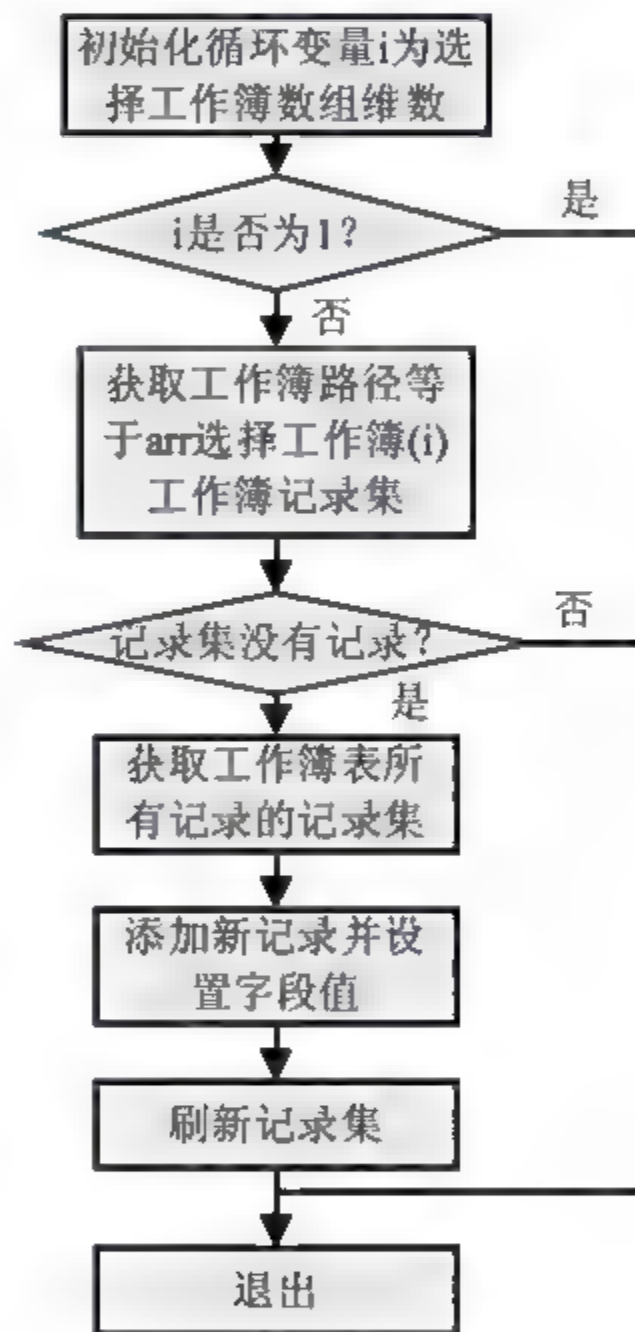 初始化循环变量i为选
择工作簿数组维数
i是否为1?
是
否
获取工作簿路径等
于arr选择工作簿(i)
工作簿记录集
记录集没有记录?
否
是
获取工作簿表所
有记录的记录集
添加新记录并设
置字段值
刷新记录集
退出